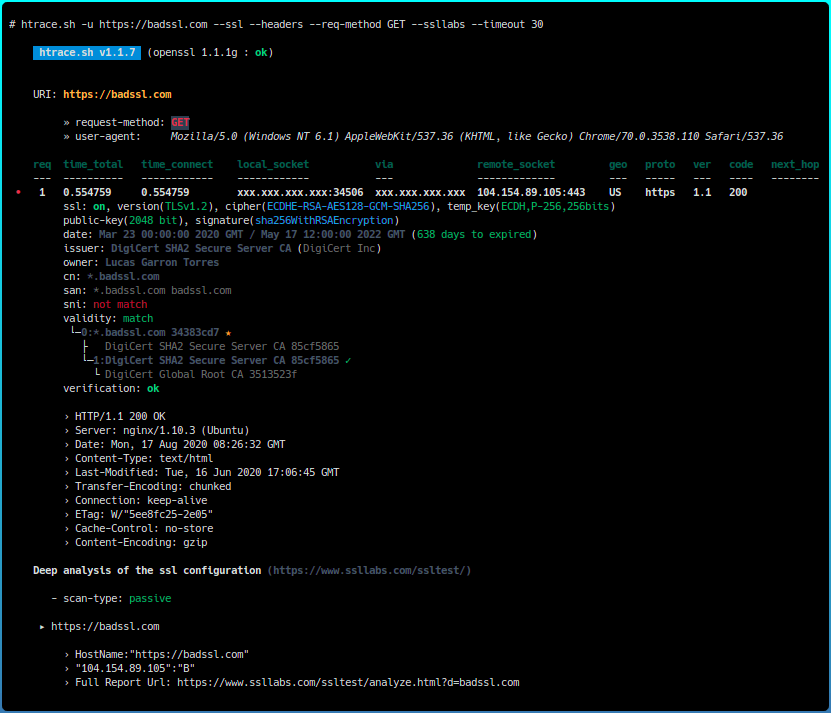 # htrace.sh -u https://badssl.com --ssl --headers --req-method GET --ssllabs --timeout 30
htrace.sh v1.1.7 (openssl 1.1.1g : ok)
URI: https://badssl.com
» request-method: GET
» user-agent: Mozilla/5.0 (Windows NT 6.1) AppleWebKit/537.36 (KHTML, like Gecko) Chrome/70.0.3538.110 Safari/537.36
req time_total time_connect local_socket via remote_socket geo proto ver code next_hop
--- ---------- ------------ ------------ --- ------------- --- ----- --- ---- --------
* 1 0.554759 0.554759 xxx.xxx.xxx.xxx:34506 xxx.xxx.xxx.xxx 104.154.89.105:443 US https 1.1 200
ssl: on, version(TLSv1.2), cipher(ECDHE-RSA-AES128-GCM-SHA256), temp_key(ECDH,P-256,256bits)
public-key(2048 bit), signature(sha256WithRSAEncryption)
date: Mar 23 00:00:00 2020 GMT / May 17 12:00:00 2022 GMT (638 days to expired)
issuer: DigiCert SHA2 Secure Server CA (DigiCert Inc)
owner: Lucas Garron Torres
cn: *.badssl.com
san: *.badssl.com badssl.com
sni: not match
validity: match
└─0:*.badssl.com 34383cd7 ★
├ DigiCert SHA2 Secure Server CA 85cf5865
└─1:DigiCert SHA2 Secure Server CA 85cf5865 ✓
└ DigiCert Global Root CA 3513523f
verification: ok
› HTTP/1.1 200 OK
› Server: nginx/1.10.3 (Ubuntu)
› Date: Mon, 17 Aug 2020 08:26:32 GMT
› Content-Type: text/html
› Last-Modified: Tue, 16 Jun 2020 17:06:45 GMT
› Transfer-Encoding: chunked
› Connection: keep-alive
› ETag: W/"5ee8fc25-2e05"
› Cache-Control: no-store
› Content-Encoding: gzip
Deep analysis of the ssl configuration (https://www.ssllabs.com/ssltest/)
- scan-type: passive
▸ https://badssl.com
› HostName:"https://badssl.com"
› "104.154.89.105":"B"
› Full Report Url: https://www.ssllabs.com/ssltest/analyze.html?d=badssl.com